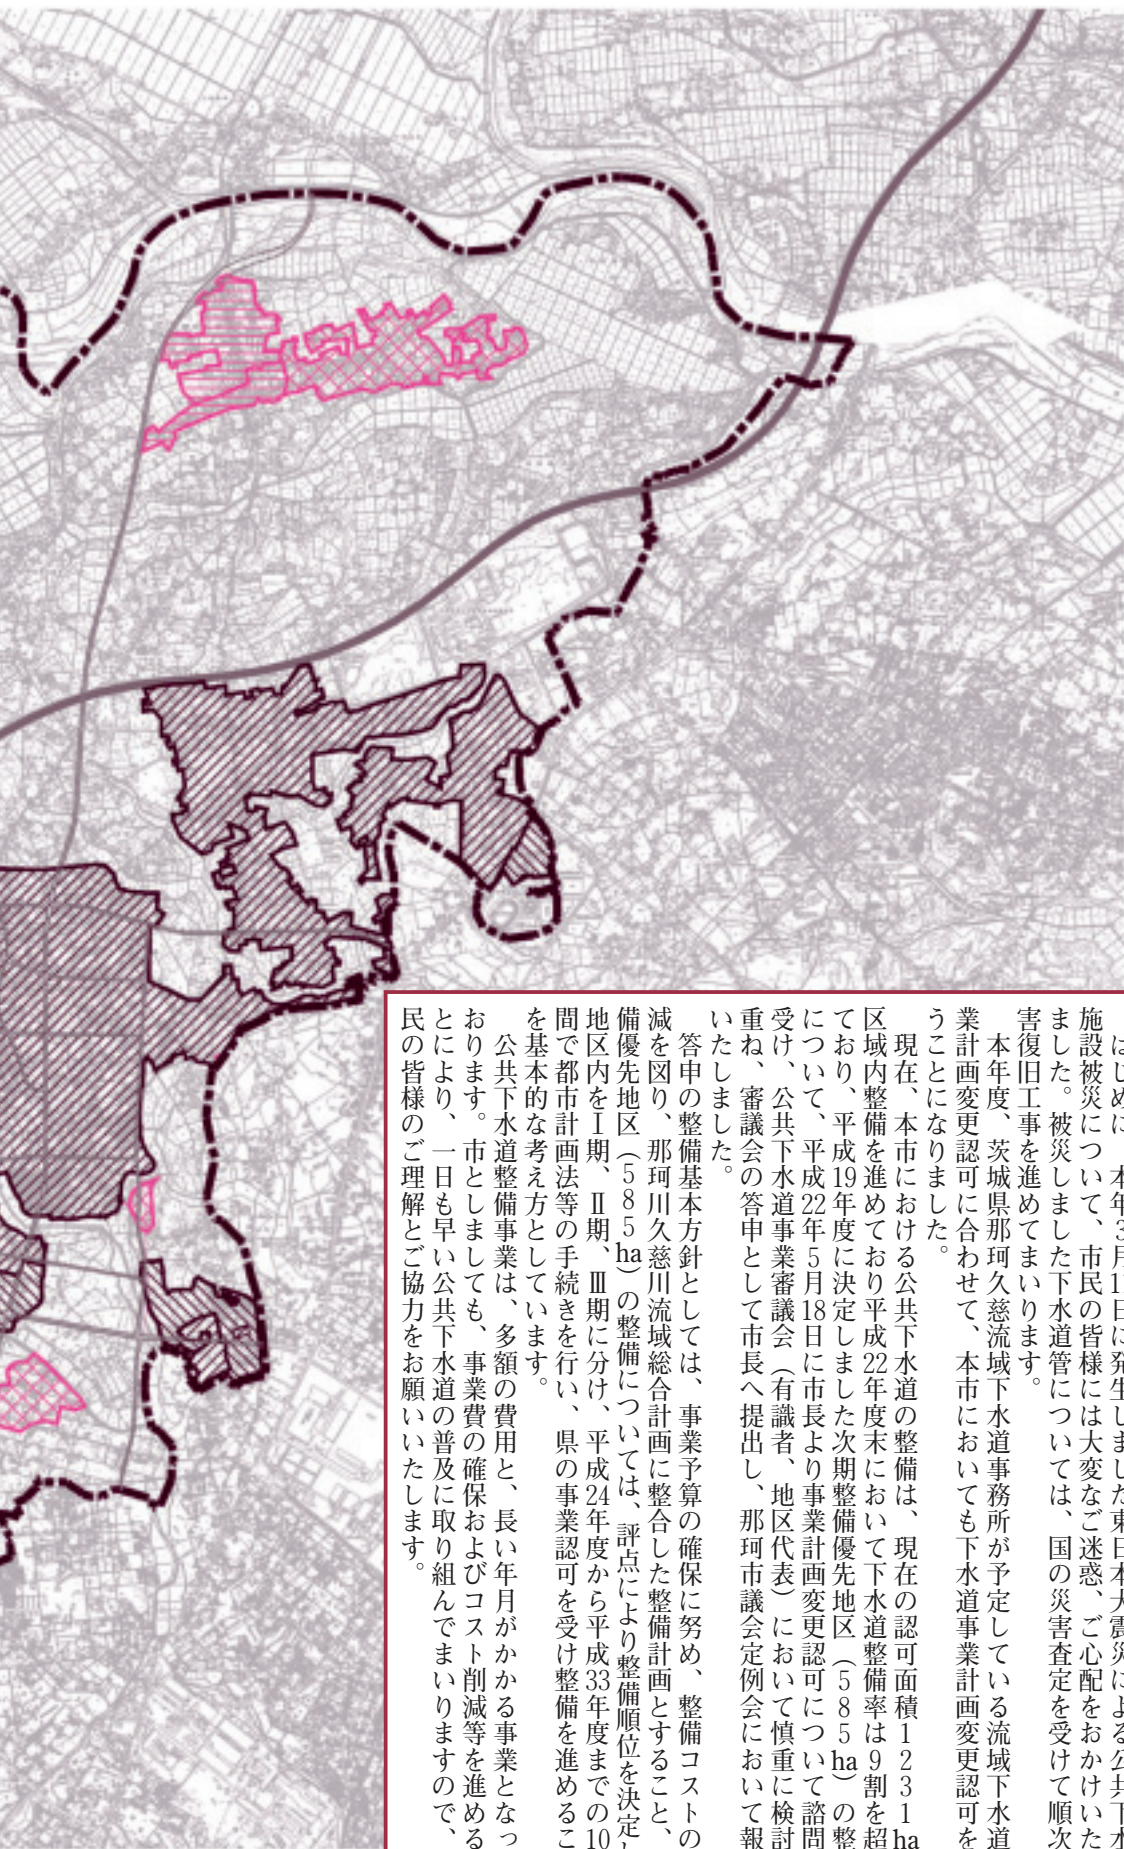 はじめに、本年3月11日に発生しました東日本大震災による公共下水
施設被災について、市民の皆様には大変なご迷惑、ご心配をおかけいた
ました。被災しました下水道管については、国の災害査定を受けて順次
害復旧工事を進めてまいります。
本年度、茨城県那珂久慈流域下水道事務所が予定している流域下水道
業計画変更認可に合わせて、本市においても下水道事業計画変更認可を
うことになりました。
現在、本市における公共下水道の整備は、現在の認可面積1231ha
区域内整備を進めており平成22年度末において下水道整備率は9割を超
ており、平成19年度に決定しました次期整備優先地区（585ha）の整
について、平成22年5月18日に市長より事業計画変更認可について諮問
受け、公共下水道事業審議会（有識者、地区代表）において慎重に検討
重ね、審議会の答申として市長へ提出し、那珂市議会定例会において報
いたしました。
答申の整備基本方針としては、事業予算の確保に努め、整備コストの
減を図り、那珂川久慈川流域総合計画に整合した整備計画とすること、
備優先地区（585ha）の整備については、評点により整備順位を決定し
地区内をⅠ期、Ⅱ期、Ⅲ期に分け、平成24年度から平成33年度までの10
間で都市計画法等の手続きを行い、県の事業認可を受け整備を進めるこ
を基本的な考え方としています。
公共下水道整備事業は、多額の費用と、長い年月がかかる事業となっ
おります。市としましても、事業費の確保およびコスト削減等を進める
とにより、一日も早い公共下水道の普及に取り組んでまいりますので、
民の皆様のご理解とご協力をお願いいたします。